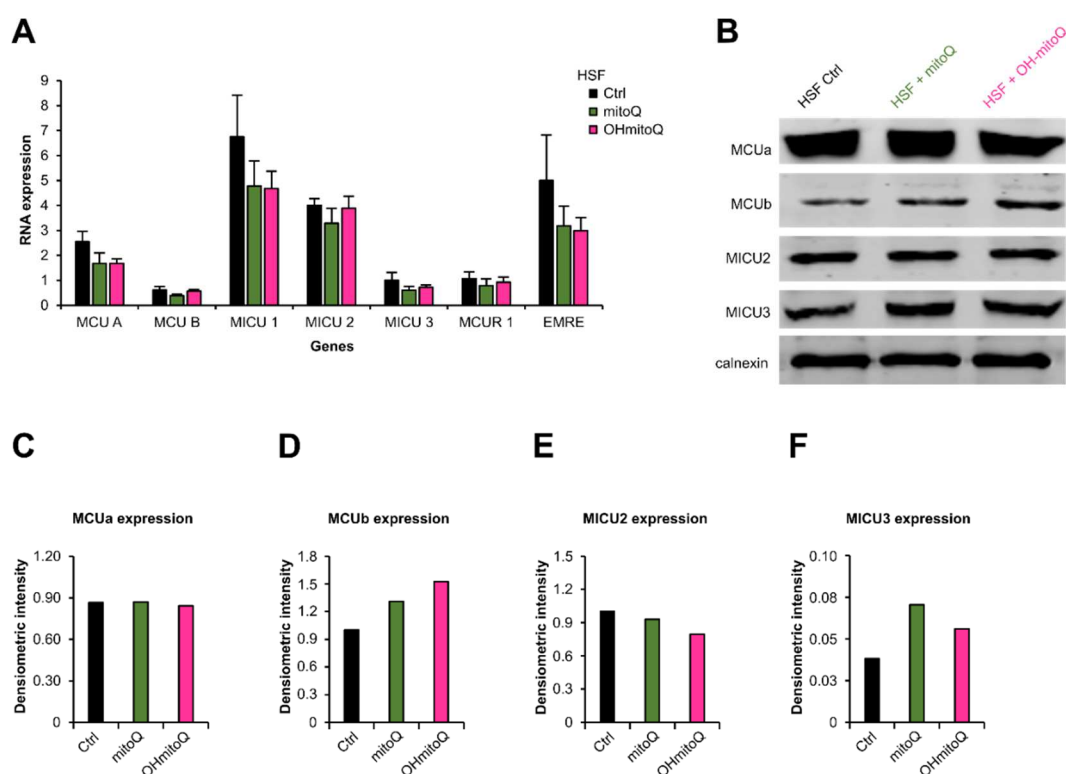 A
HSF
Ctrl
mitoQ
OHmitoQ
RNA expression
9
8
7
6
5
4
3
2
1
0
MCU A MCU B MICU 1 MICU 2 MICU 3 MCUR 1 EMRE
Genes
B
HSF Ctrl
HSF + mitoQ
HSF + OH-mitoQ
MCUa
MCUb
MICU2
MICU3
calnexin
C
MCUa expression
Densiometric intensity
1.20
0.90
0.60
0.30
0
Ctrl mitoQ OHmitoQ
D
MCUb expression
Densiometric intensity
1.8
1.5
1.2
0.9
0.6
0.3
0
Ctrl mitoQ OHmitoQ
E
MICU2 expression
Densiometric intensity
1.5
1.2
0.9
0.6
0.3
0
Ctrl mitoQ OHmitoQ
F
MICU3 expression
Densiometric intensity
0.10
0.08
0.05
0.03
0
Ctrl mitoQ OHmitoQ